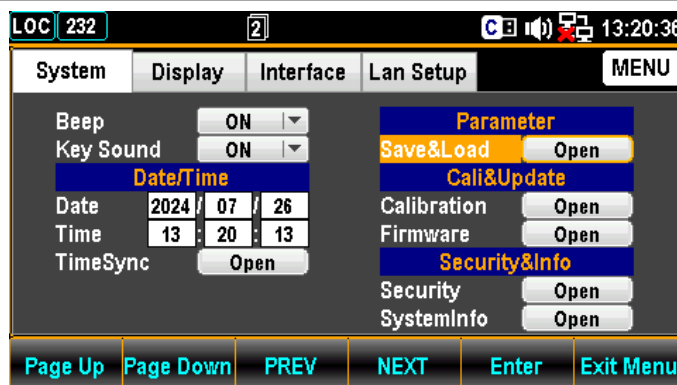 LOC 232 2 C 13:20:36
System Display Interface Lan Setup MENU
Beep ON
Key Sound ON
Date/Time
Date 2024 / 07 / 26
Time 13 : 20 : 13
TimeSync Open
Parameter
Save&Load Open
Cali&Update
Calibration Open
Firmware Open
Security&Info
Security Open
SystemInfo Open
Page Up Page Down PREV NEXT Enter Exit Menu